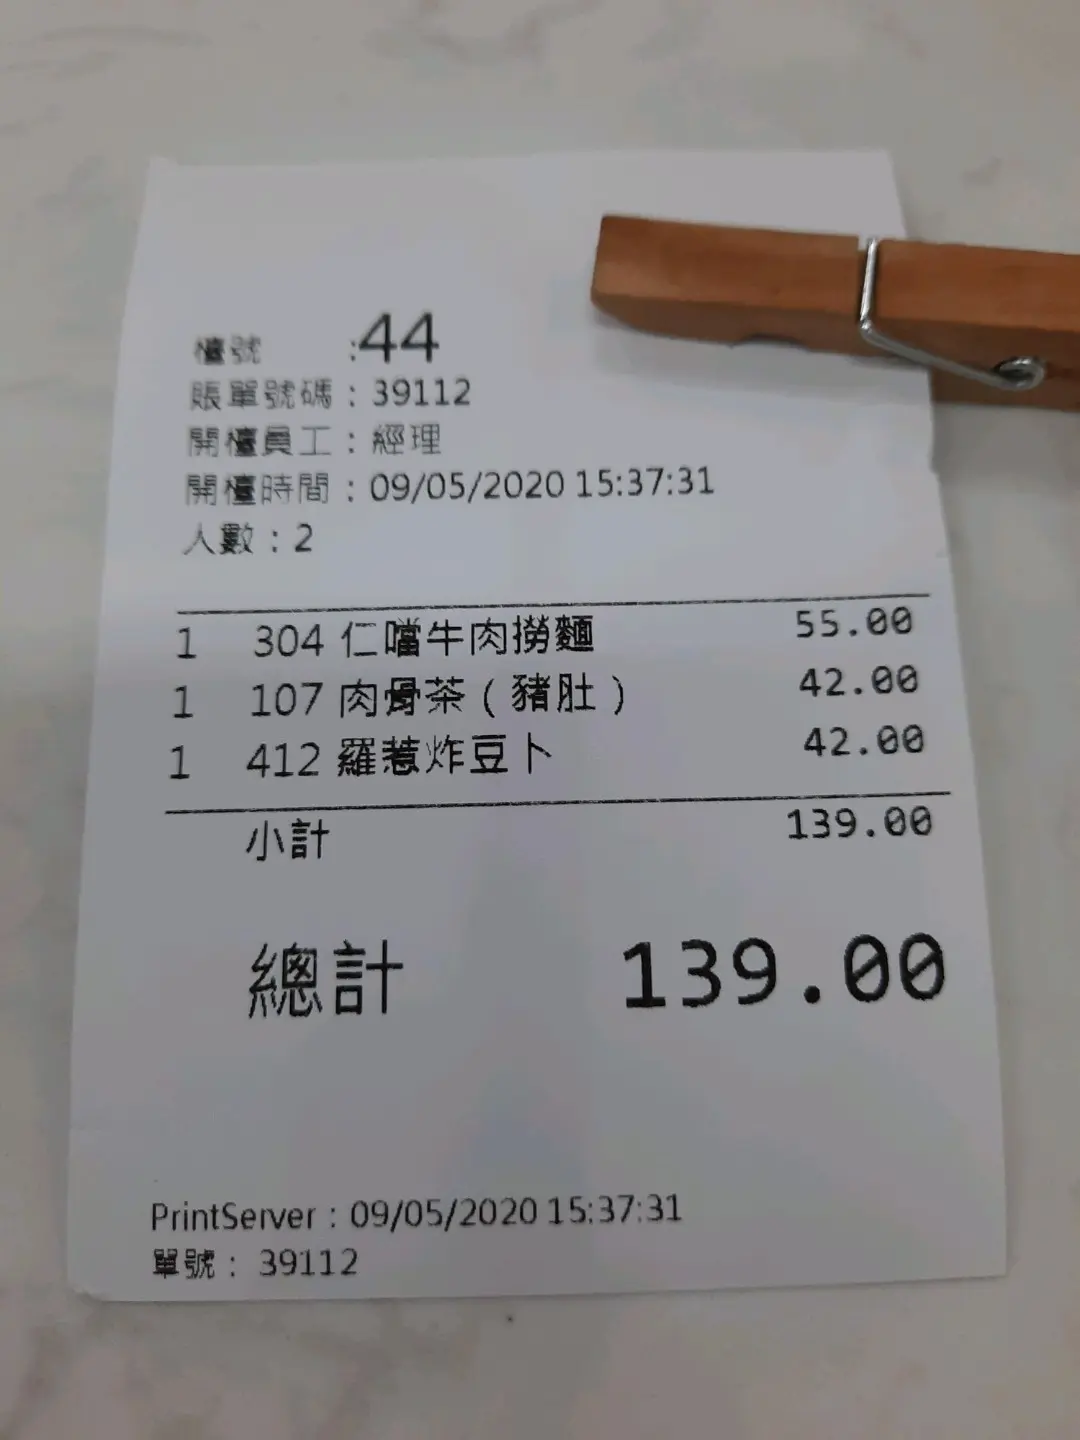 檯號 :44
賬單號碼：39112
開檯員工：經理
開檯時間：09/05/2020 15:37:31
人數：2
1 304 仁噹牛肉撈麵 55.00
1 107 肉骨茶（豬肚） 42.00
1 412 羅惹炸豆卜 42.00
小計 139.00
總計 139.00
PrintServer：09/05/2020 15:37:31
單號： 39112